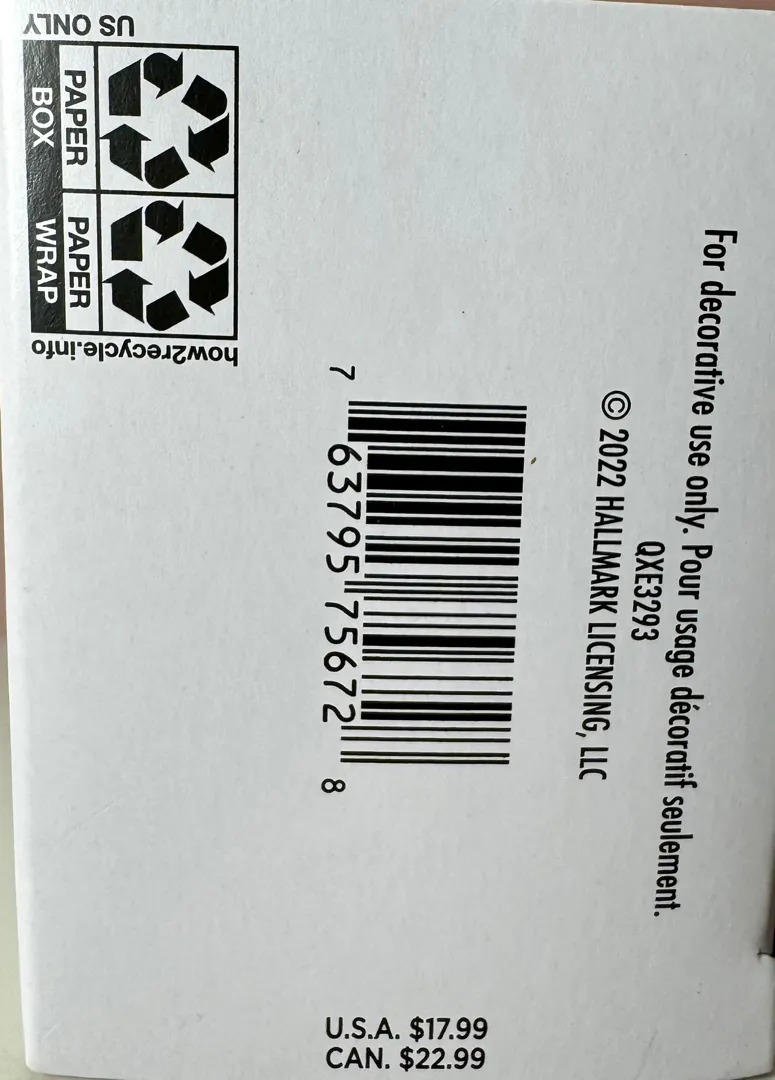 For decorative use only. Pour usage décoratif seulement.
QXE3293
© 2022 HALLMARK LICENSING, LLC
7 63795 75672 8
US ONLY
PAPER
BOX
PAPER
WRAP
how2recycle.info
U.S.A. $17.99
CAN. $22.99